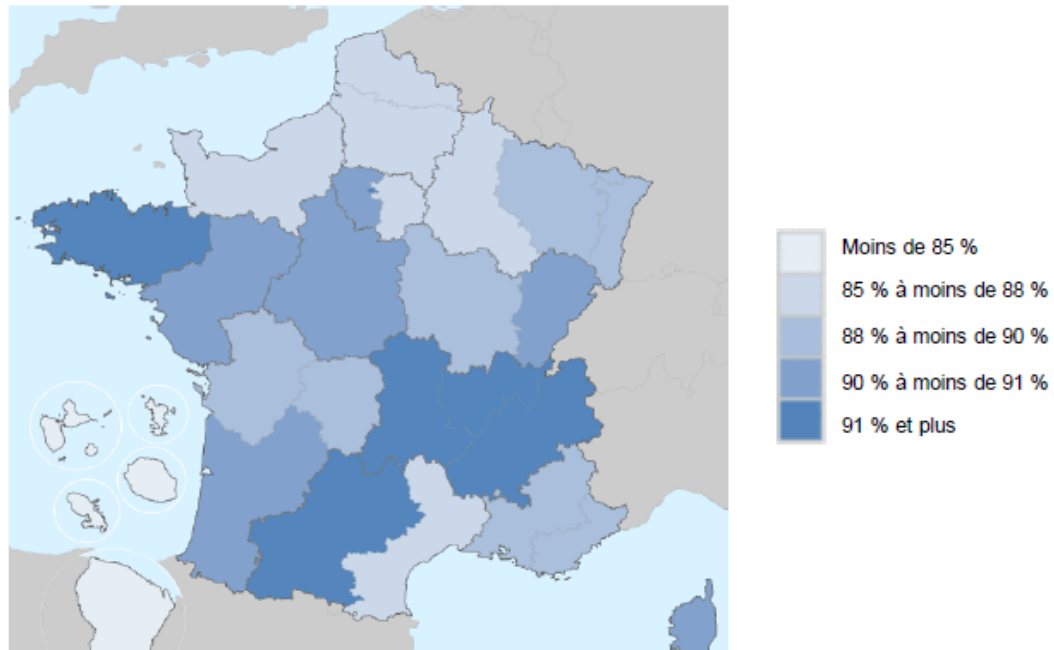 Moins de 85 %
85 % à moins de 88 %
88 % à moins de 90 %
90 % à moins de 91 %
91 % et plus